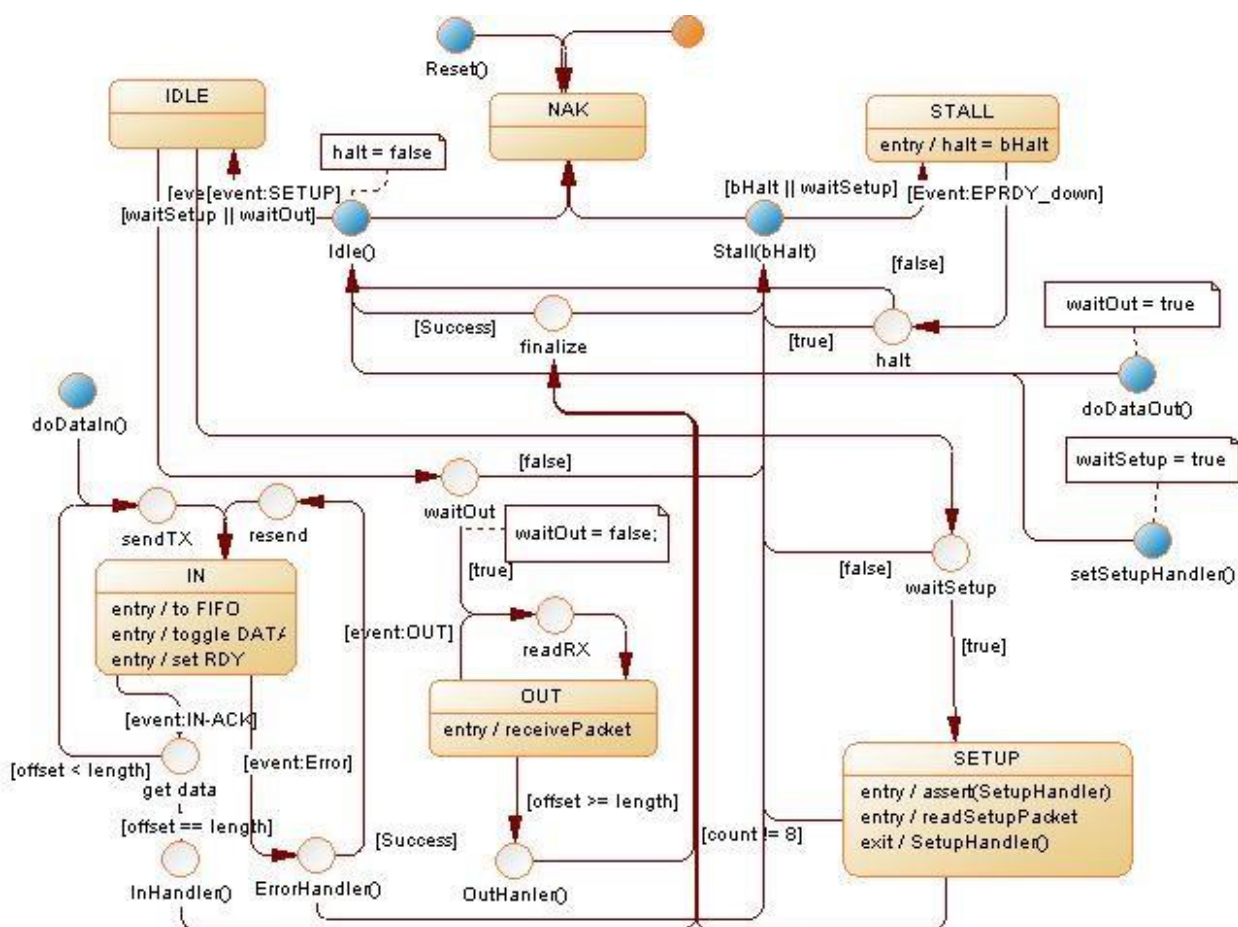 Reset()
IDLE
NAK
STALL
entry / halt = bHalt
halt = false
[eve[event:SETUP]
[waitSetup || waitOut]
[bHalt || waitSetup]
[Event:EPRDY_down]
Idle()
Stall(bHalt)
[false]
waitOut = true
[Success]
[true]
finalize
halt
doDataIn()
doDataOut()
waitSetup = true
[false]
waitOut
sendTX
resend
waitOut = false;
[false]
waitSetup
setSetupHandler()
IN
entry / to FIFO
entry / toggle DATA
entry / set RDY
[true]
[event:OUT]
readRX
[true]
OUT
entry / receivePacket
[event:IN-ACK]
[event:Error]
[offset < length]
get data
SETUP
entry / assert(SetupHandler)
entry / readSetupPacket
exit / SetupHandler()
[offset >= length]
[offset == length]
[Success]
[count != 8]
InHandler()
ErrorHandler()
OutHanler()